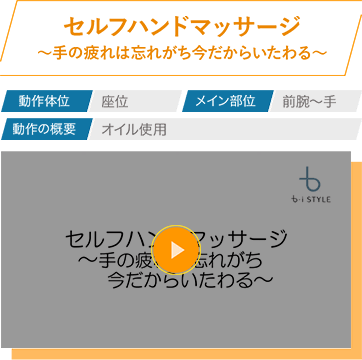 セルフハンドマッサージ
～手の疲れは忘れがち今だからいたわる～
動作体位 座位 メイン部位 前腕～手
動作の概要 オイル使用
b·i STYLE
セルフハンドマッサージ
～手の疲れは忘れがち
今だからいたわる～